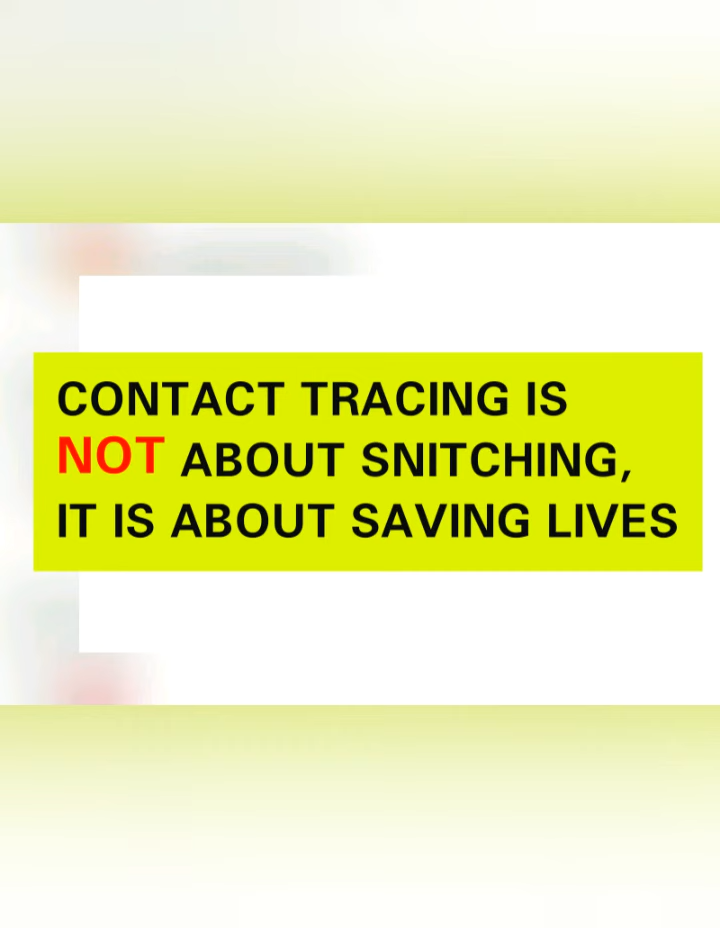 CONTACT TRACING IS
NOT ABOUT SNITCHING,
IT IS ABOUT SAVING LIVES